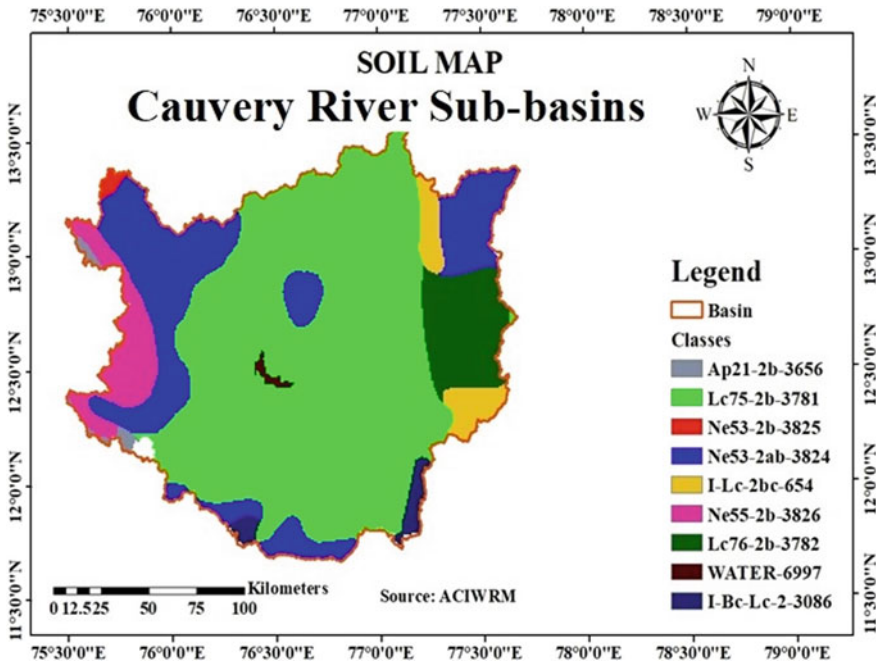 75°30'0"E 76°0'0"E 76°30'0"E 77°0'0"E 77°30'0"E 78°0'0"E 78°30'0"E 79°0'0"E
SOIL MAP
Cauvery River Sub-basins
N
W E
S
13°30'0"N 13°30'0"N
13°0'0"N 13°0'0"N
12°30'0"N 12°30'0"N
12°0'0"N 12°0'0"N
11°30'0"N 11°30'0"N
Legend
Basin
Classes
Ap21-2b-3656
Lc75-2b-3781
Ne53-2b-3825
Ne53-2ab-3824
I-Lc-2bc-654
Ne55-2b-3826
Lc76-2b-3782
WATER-6997
I-Bc-Lc-2-3086
Kilometers
0 12.525 50 75 100
Source: ACIWRM
75°30'0"E 76°0'0"E 76°30'0"E 77°0'0"E 77°30'0"E 78°0'0"E 78°30'0"E 79°0'0"E